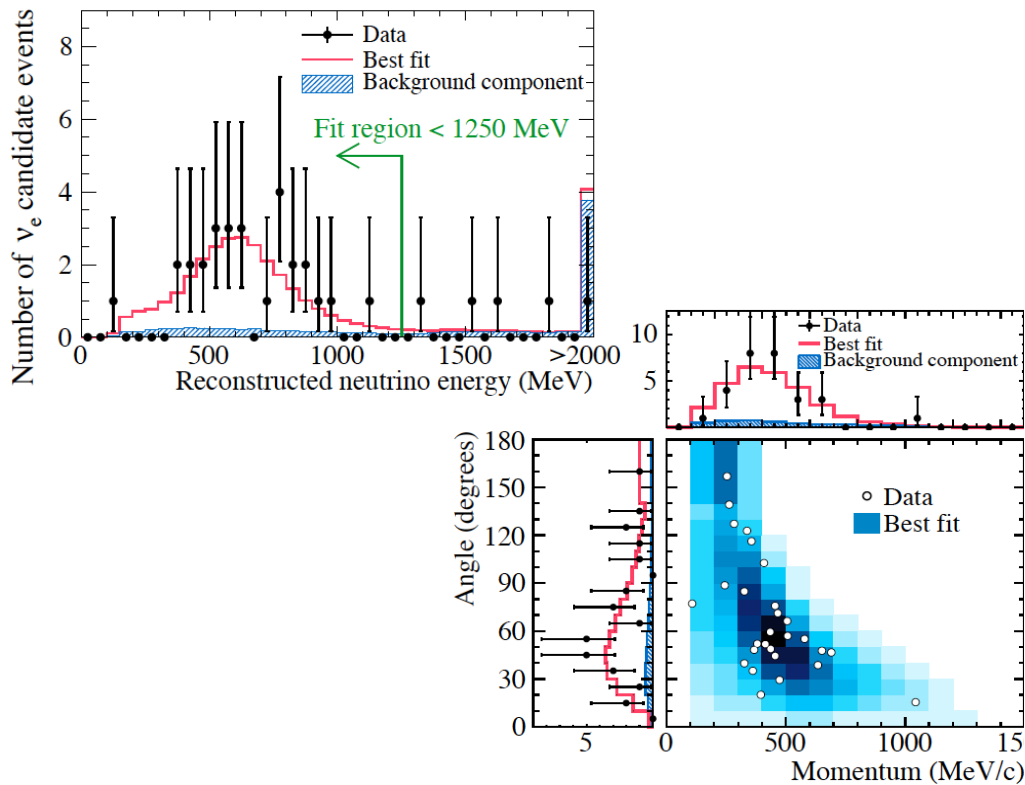 Number of νe candidate events
8
6
4
2
0
Data
Best fit
Background component
Fit region < 1250 MeV
0 500 1000 1500 >2000
Reconstructed neutrino energy (MeV)
10
5
Data
Best fit
Background component
Angle (degrees)
180
150
120
90
60
30
0
5
Data
Best fit
0 500 1000 15
Momentum (MeV/c)